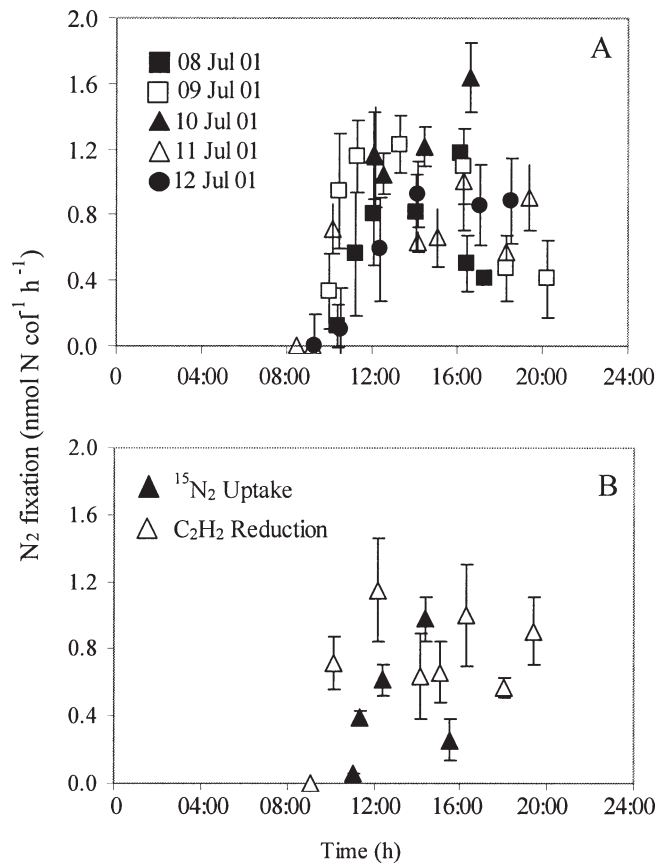 2.0
A
08 Jul 01
09 Jul 01
10 Jul 01
11 Jul 01
12 Jul 01
1.6
1.2
0.8
0.4
0.0
0 04:00 08:00 12:00 16:00 20:00 24:00
N₂ fixation (nmol N col⁻¹ h⁻¹)
2.0
B
¹⁵N₂ Uptake
C₂H₂ Reduction
1.6
1.2
0.8
0.4
0.0
0 04:00 08:00 12:00 16:00 20:00 24:00
Time (h)